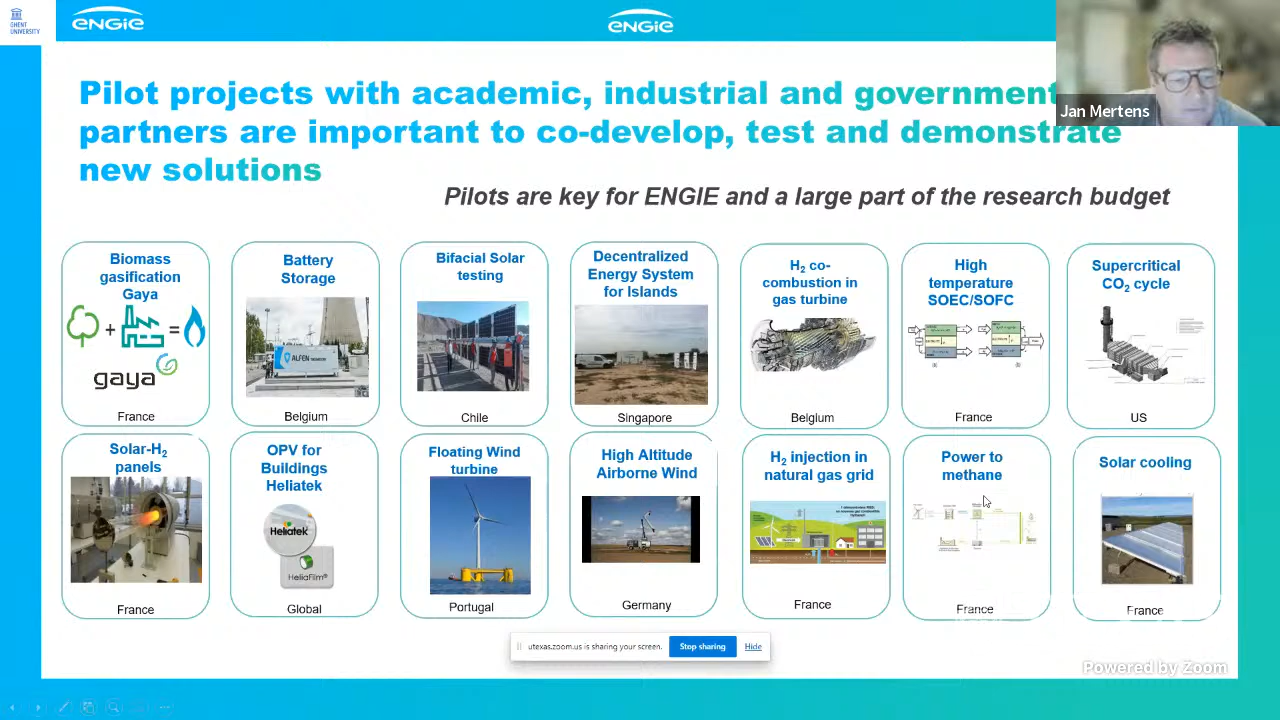 GHENT
UNIVERSITY
ENGIE
ENGIE
Jan Mertens
Pilot projects with academic, industrial and government
partners are important to co-develop, test and demonstrate
new solutions
Pilots are key for ENGIE and a large part of the research budget
Biomass
gasification
Gaya
+
=
gaya
France
Battery
Storage
ALFEN
Belgium
Bifacial Solar
testing
Chile
Decentralized
Energy System
for Islands
Singapore
H₂ co-
combustion in
gas turbine
Belgium
High
temperature
SOEC/SOFC
France
Supercritical
CO₂ cycle
US
Solar-H₂
panels
France
OPV for
Buildings
Heliatek
Heliatek
HeliaFilm®
Global
Floating Wind
turbine
Portugal
High Altitude
Airborne Wind
Germany
H₂ injection in
natural gas grid
France
Power to
methane
France
Solar cooling
France
utexas.zoom.us is sharing your screen.
Stop sharing
Hide
Powered by Zoom